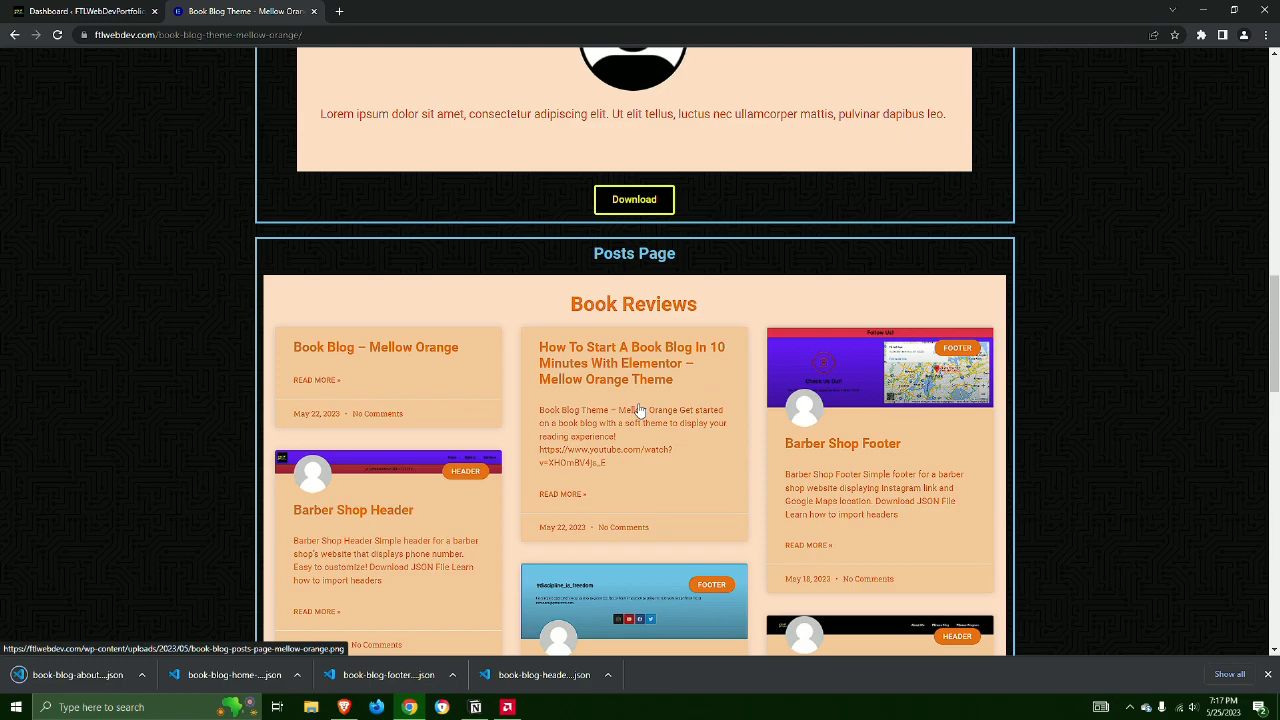 Dashboard • FTLWebDevPortfolio
Book Blog Theme – Mellow Orang
ftlwebdev.com/book-blog-theme-mellow-orange/
Lorem ipsum dolor sit amet, consectetur adipiscing elit. Ut elit tellus, luctus nec ullamcorper mattis, pulvinar dapibus leo.
Download
Posts Page
Book Reviews
Book Blog – Mellow Orange
READ MORE »
May 22, 2023 • No Comments
HEADER
Barber Shop Header
Barber Shop Header Simple header for a barber
shop's website that displays phone number.
Easy to customize! Download JSON File Learn
how to import headers
READ MORE »
No Comments
How To Start A Book Blog In 10
Minutes With Elementor –
Mellow Orange Theme
Book Blog Theme – Mellow Orange Get started
on a book blog with a soft theme to display your
reading experience!
https://www.youtube.com/watch?
v=XHOmBV4js_E
READ MORE »
May 22, 2023 • No Comments
#discipline_is_freedom
FOOTER
Follow Us!
FOOTER
Check Us Out!
Barber Shop Footer
Barber Shop Footer Simple footer for a barber
shop website displaying Instagram link and
Google Maps location. Download JSON File
Learn how to import headers
READ MORE »
May 18, 2023 • No Comments
HEADER
https://ftlwebdev.com/wp-content/uploads/2023/05/book-blog-posts-page-mellow-orange.png
book-blog-about....json
book-blog-home-....json
book-blog-footer....json
book-blog-heade....json
Show all
Type here to search
7:17 PM
5/25/2023
2